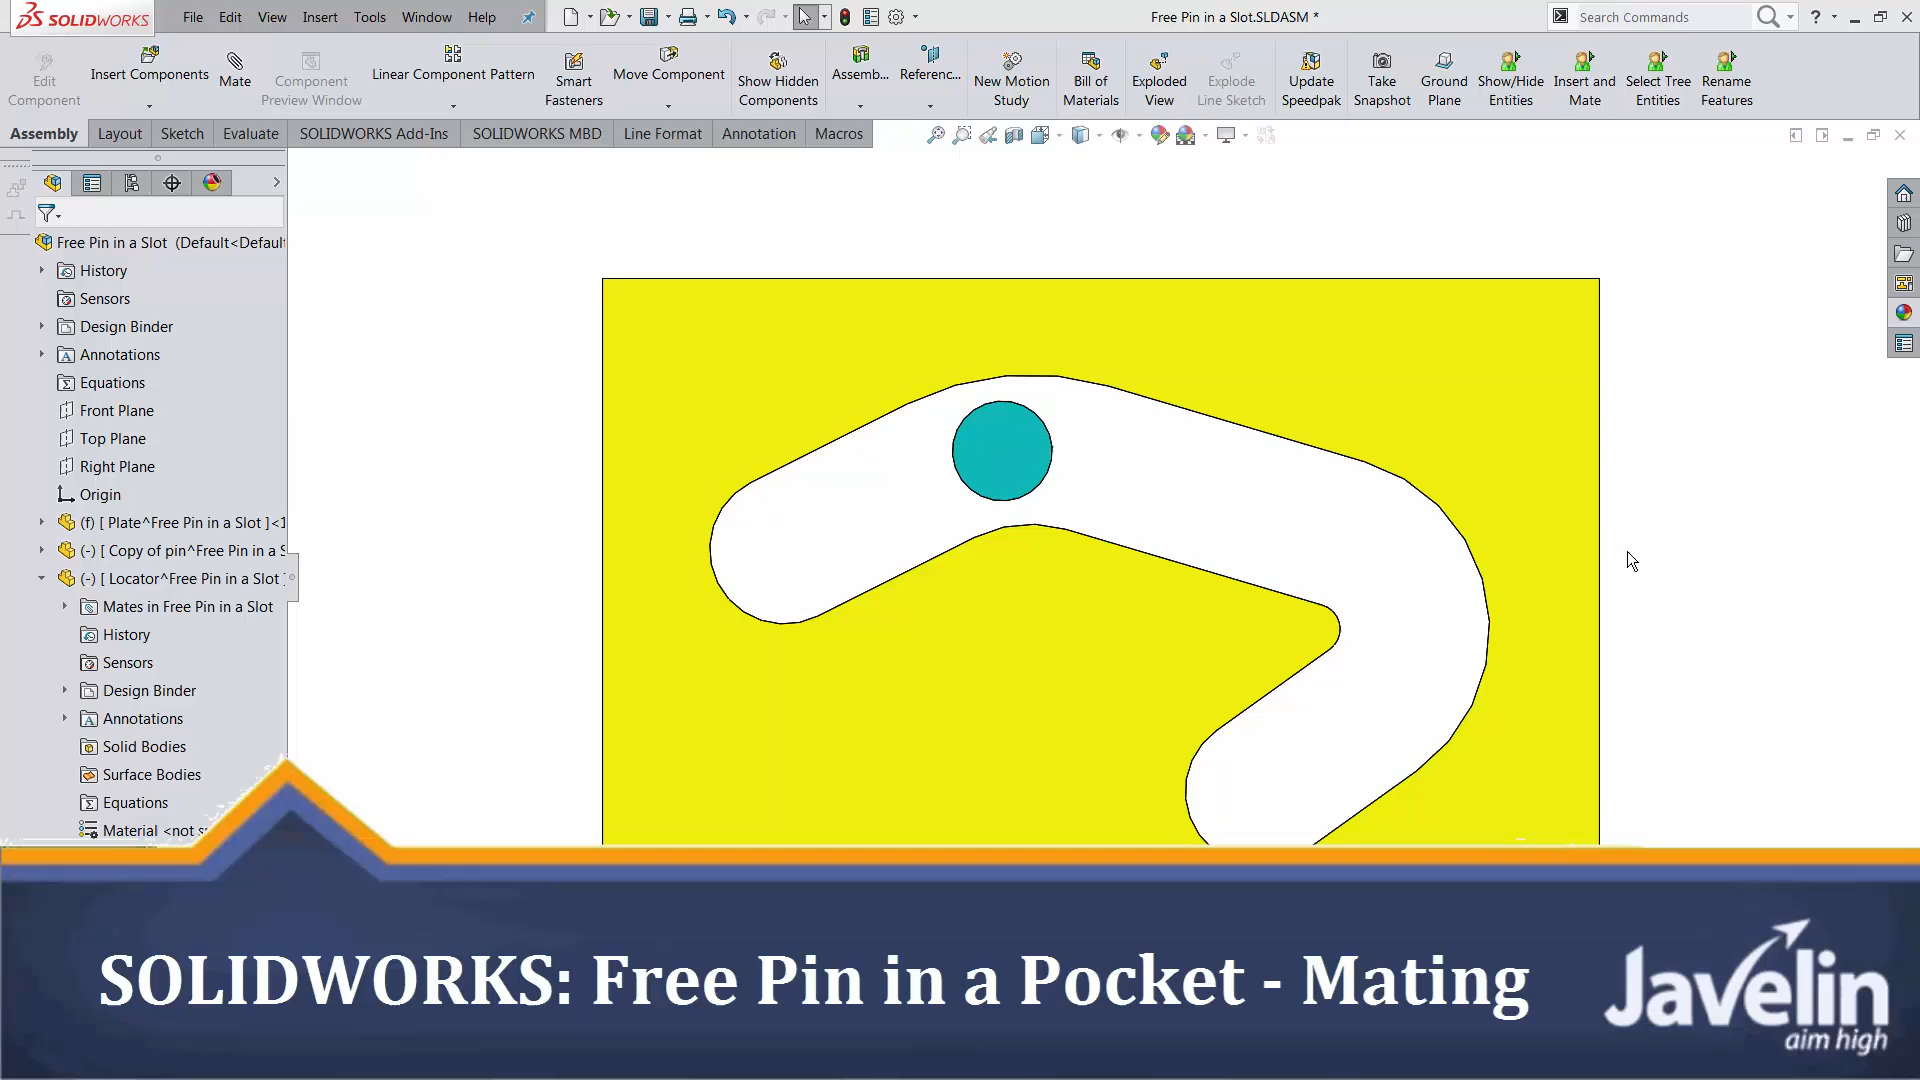 SOLIDWORKS
File Edit View Insert Tools Window Help
Free Pin in a Slot.SLDASM *
Search Commands
?
Edit Component
Insert Components
Mate
Component Preview Window
Linear Component Pattern
Smart Fasteners
Move Component
Show Hidden Components
Assemb...
Referenc...
New Motion Study
Bill of Materials
Exploded View
Explode Line Sketch
Update Speedpak
Take Snapshot
Ground Plane
Show/Hide Entities
Insert and Mate
Select Tree Entities
Rename Features
Assembly Layout Sketch Evaluate SOLIDWORKS Add-Ins SOLIDWORKS MBD Line Format Annotation Macros
Free Pin in a Slot (Default<Default
History
Sensors
Design Binder
Annotations
Equations
Front Plane
Top Plane
Right Plane
Origin
(f) [ Plate^Free Pin in a Slot ]<1
(-) [ Copy of pin^Free Pin in a S
(-) [ Locator^Free Pin in a Slot ]
Mates in Free Pin in a Slot
History
Sensors
Design Binder
Annotations
Solid Bodies
Surface Bodies
Equations
Material <not s
SOLIDWORKS: Free Pin in a Pocket - Mating
Javelin
aim high